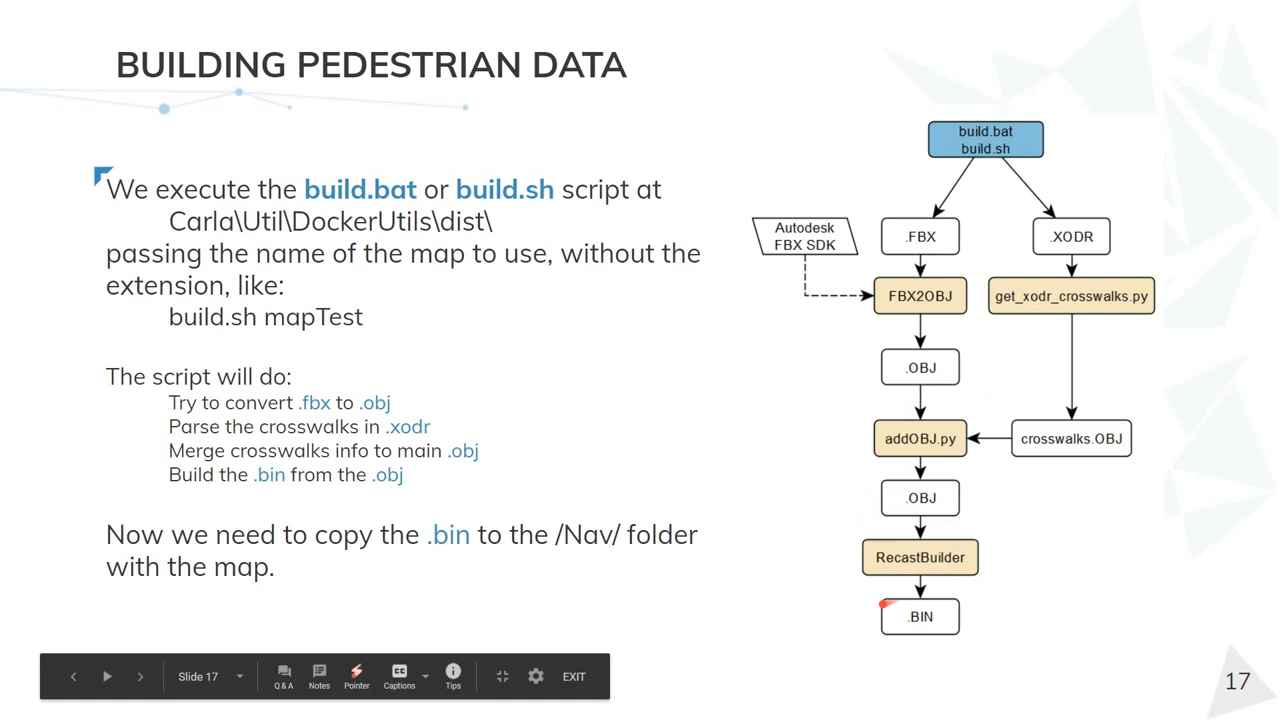 BUILDING PEDESTRIAN DATA
We execute the build.bat or build.sh script at
Carla\Util\DockerUtils\dist\
passing the name of the map to use, without the
extension, like:
build.sh mapTest
The script will do:
Try to convert .fbx to .obj
Parse the crosswalks in .xodr
Merge crosswalks info to main .obj
Build the .bin from the .obj
Now we need to copy the .bin to the /Nav/ folder
with the map.
build.bat
build.sh
Autodesk
FBX SDK
.FBX
.XODR
FBX2OBJ
get_xodr_crosswalks.py
.OBJ
addOBJ.py
crosswalks.OBJ
.OBJ
RecastBuilder
.BIN
Slide 17
Q & A
Notes
Pointer
CC
Captions
Tips
EXIT
17